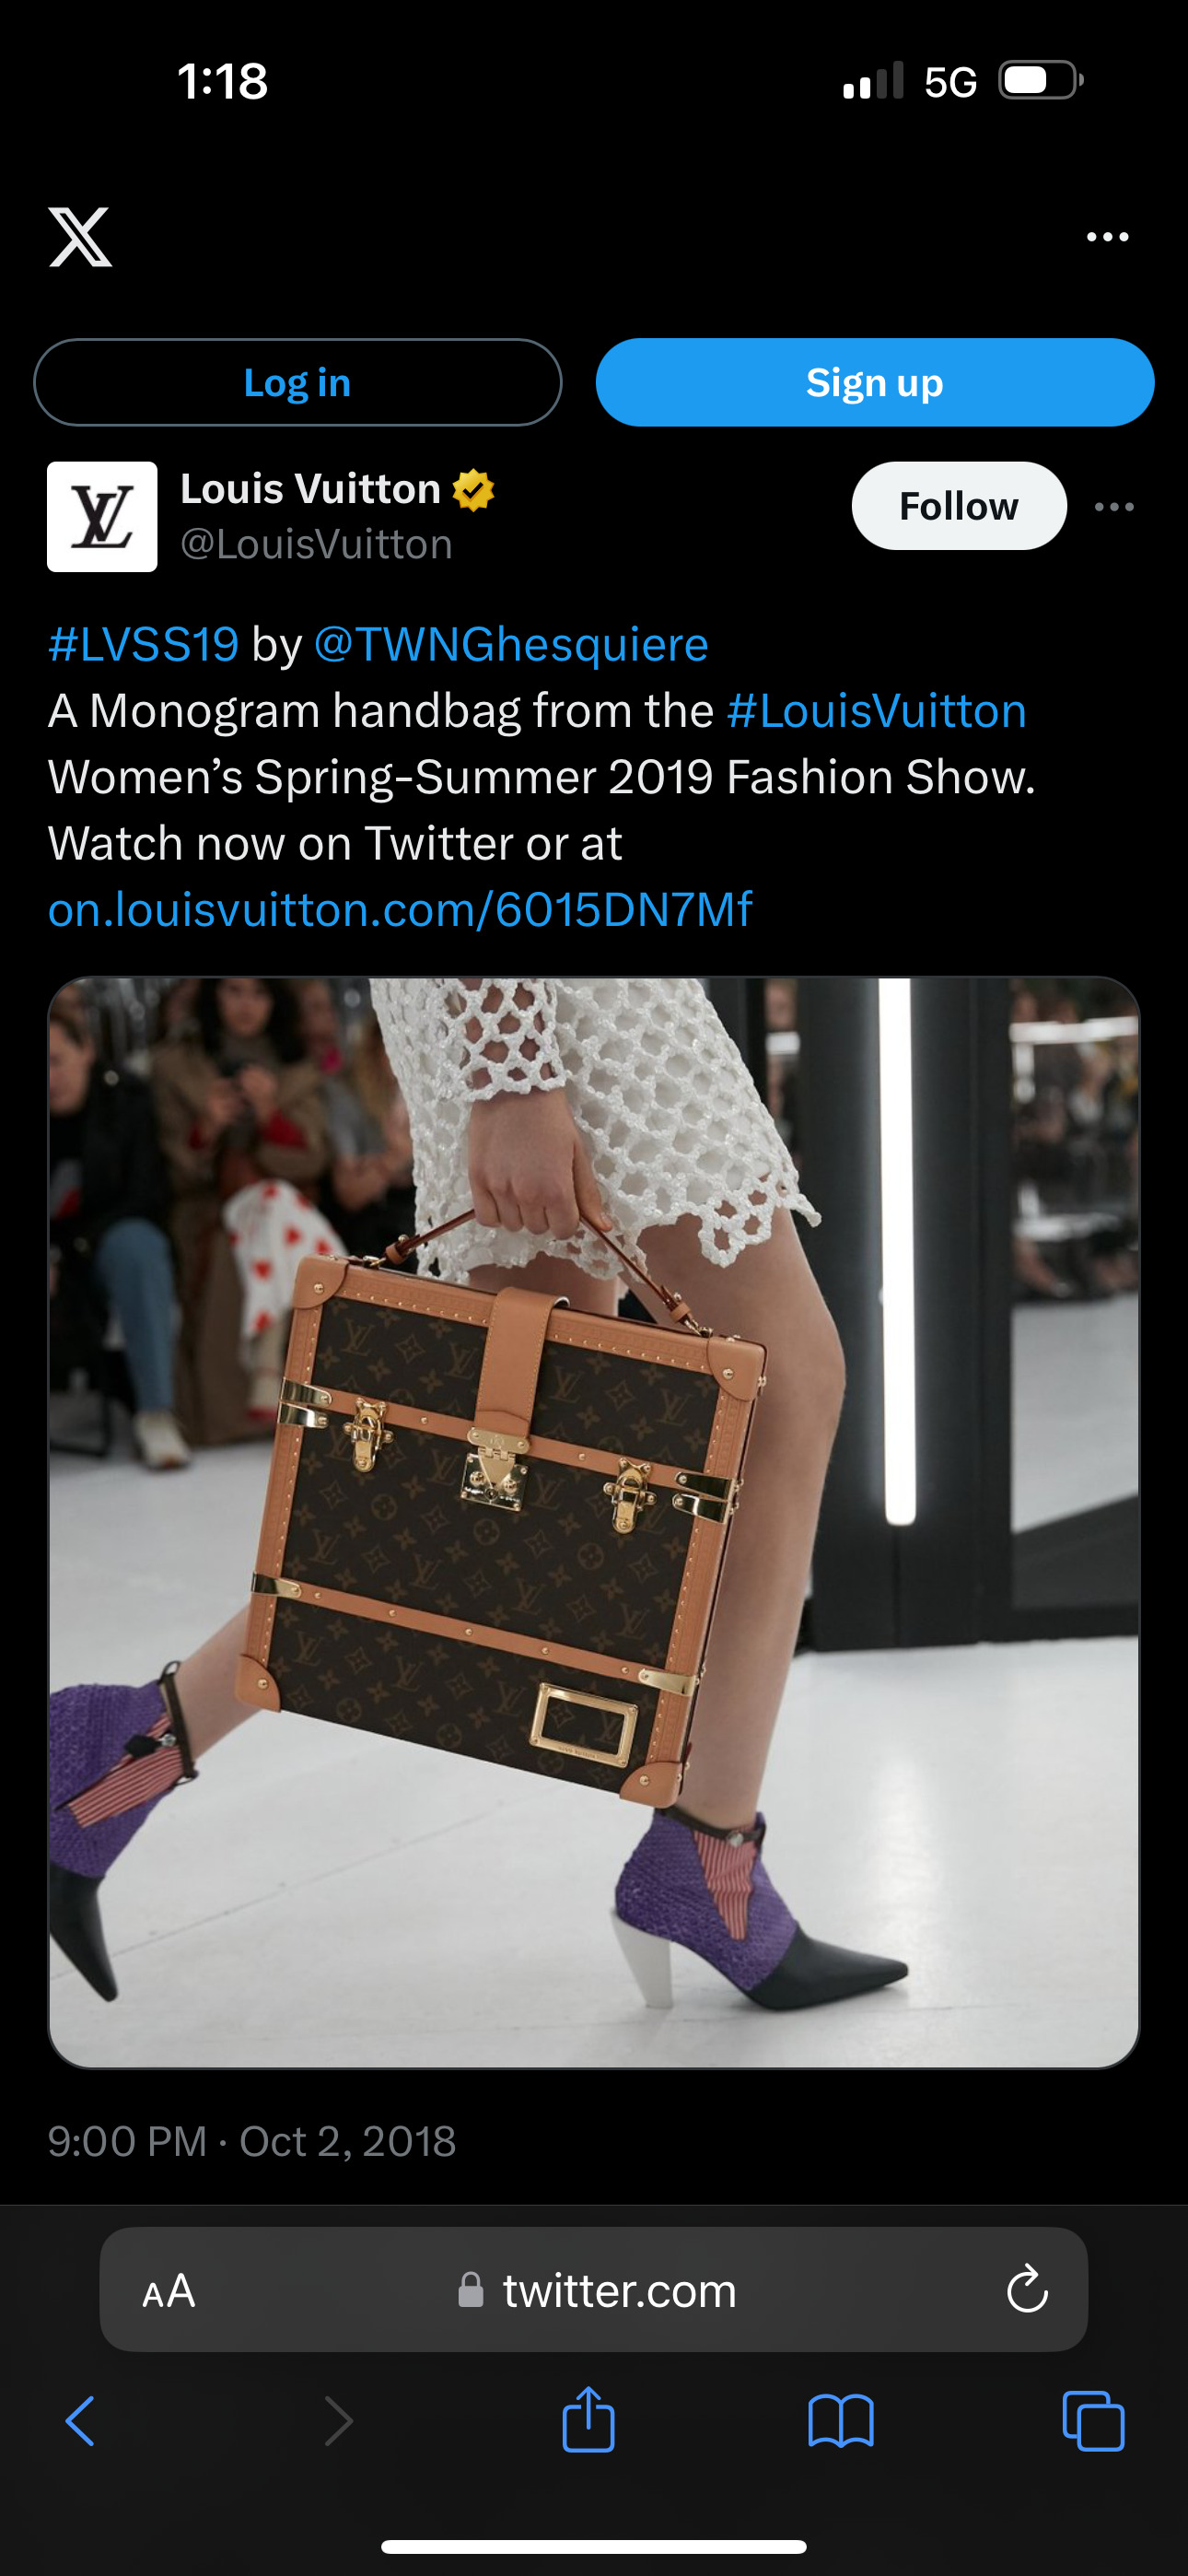 1:18
5G
Log in
Sign up
Louis Vuitton
@LouisVuitton
Follow
#LVSS19 by @TWNGhesquiere
A Monogram handbag from the #LouisVuitton
Women’s Spring-Summer 2019 Fashion Show.
Watch now on Twitter or at
on.louisvuitton.com/6015DN7Mf
9:00 PM · Oct 2, 2018
AA
twitter.com